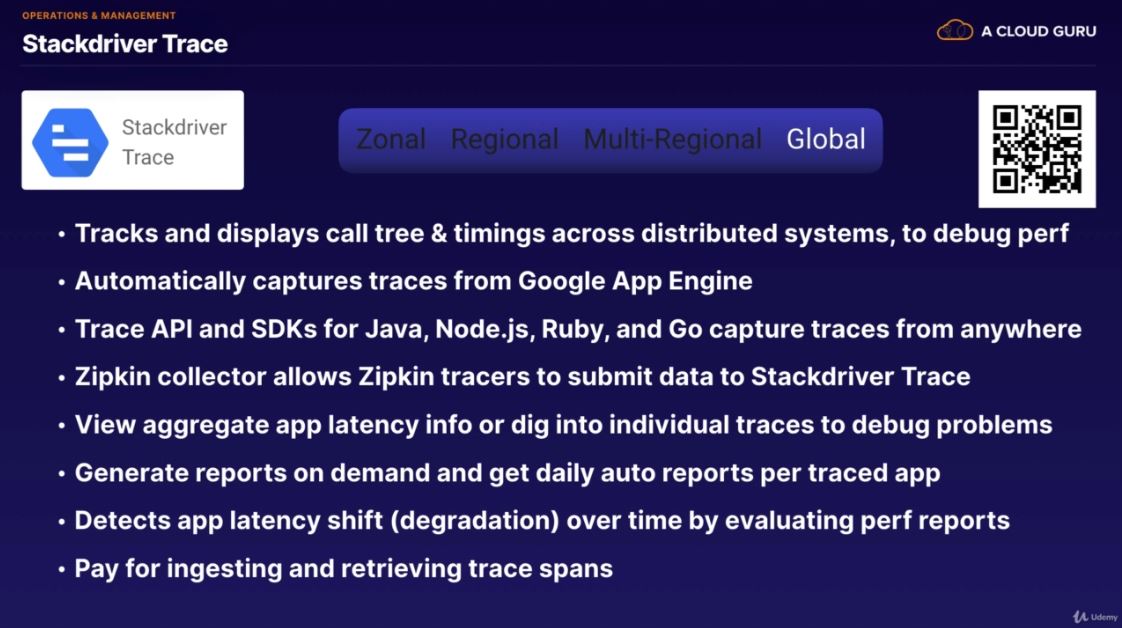 OPERATIONS & MANAGEMENT
Stackdriver Trace
A CLOUD GURU
Stackdriver
Trace
Zonal Regional Multi-Regional Global
• Tracks and displays call tree & timings across distributed systems, to debug perf
• Automatically captures traces from Google App Engine
• Trace API and SDKs for Java, Node.js, Ruby, and Go capture traces from anywhere
• Zipkin collector allows Zipkin tracers to submit data to Stackdriver Trace
• View aggregate app latency info or dig into individual traces to debug problems
• Generate reports on demand and get daily auto reports per traced app
• Detects app latency shift (degradation) over time by evaluating perf reports
• Pay for ingesting and retrieving trace spans
Udemy